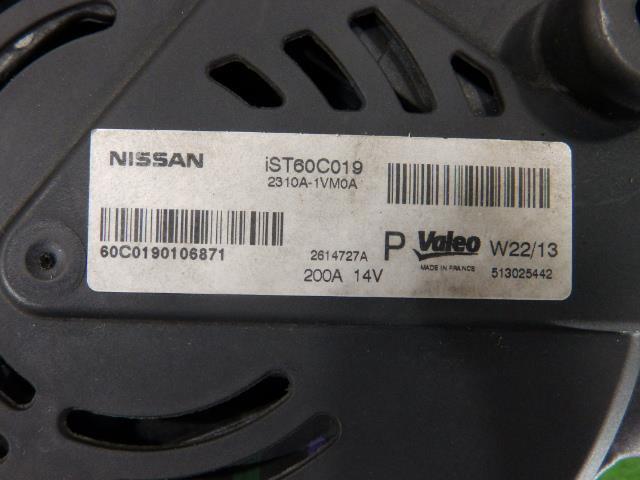 NISSAN
iST60C019
2310A-1VM0A
60C0190106871
2614727A
200A 14V
P Valeo W22/13
MADE IN FRANCE
513025442